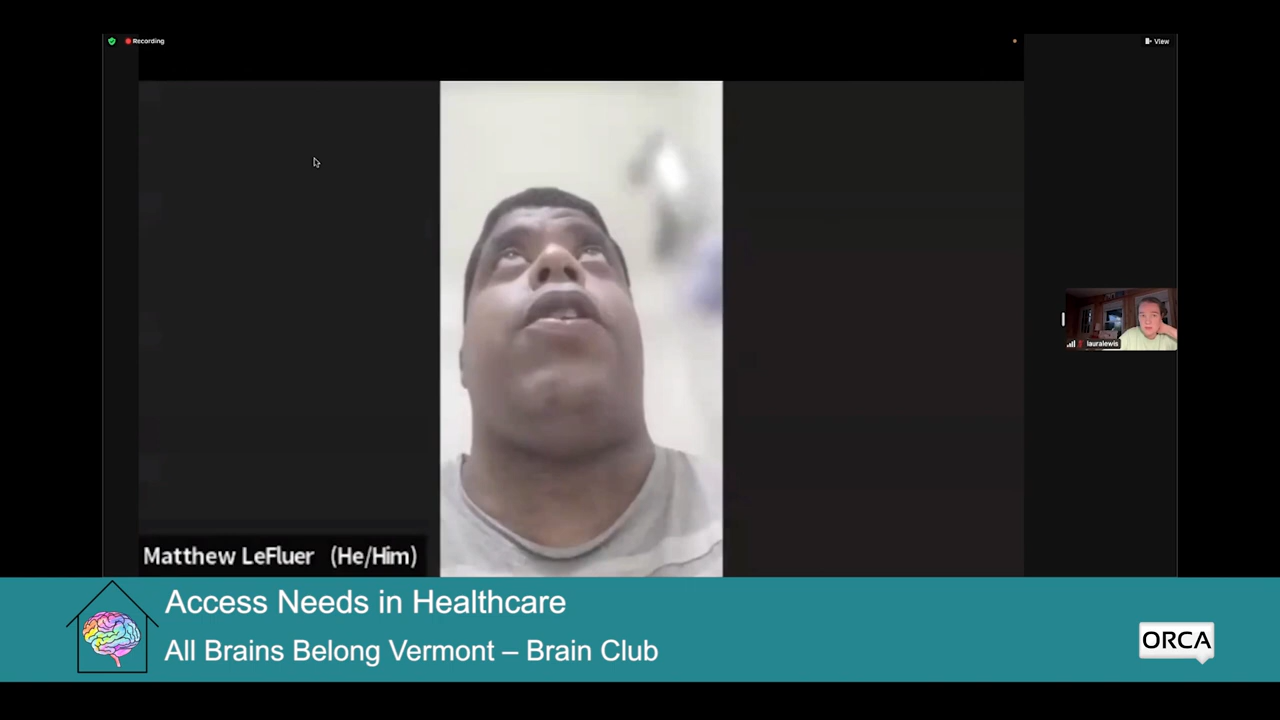 Recording
View
lauralewis
Matthew LeFluer (He/Him)
Access Needs in Healthcare
All Brains Belong Vermont – Brain Club
ORCA